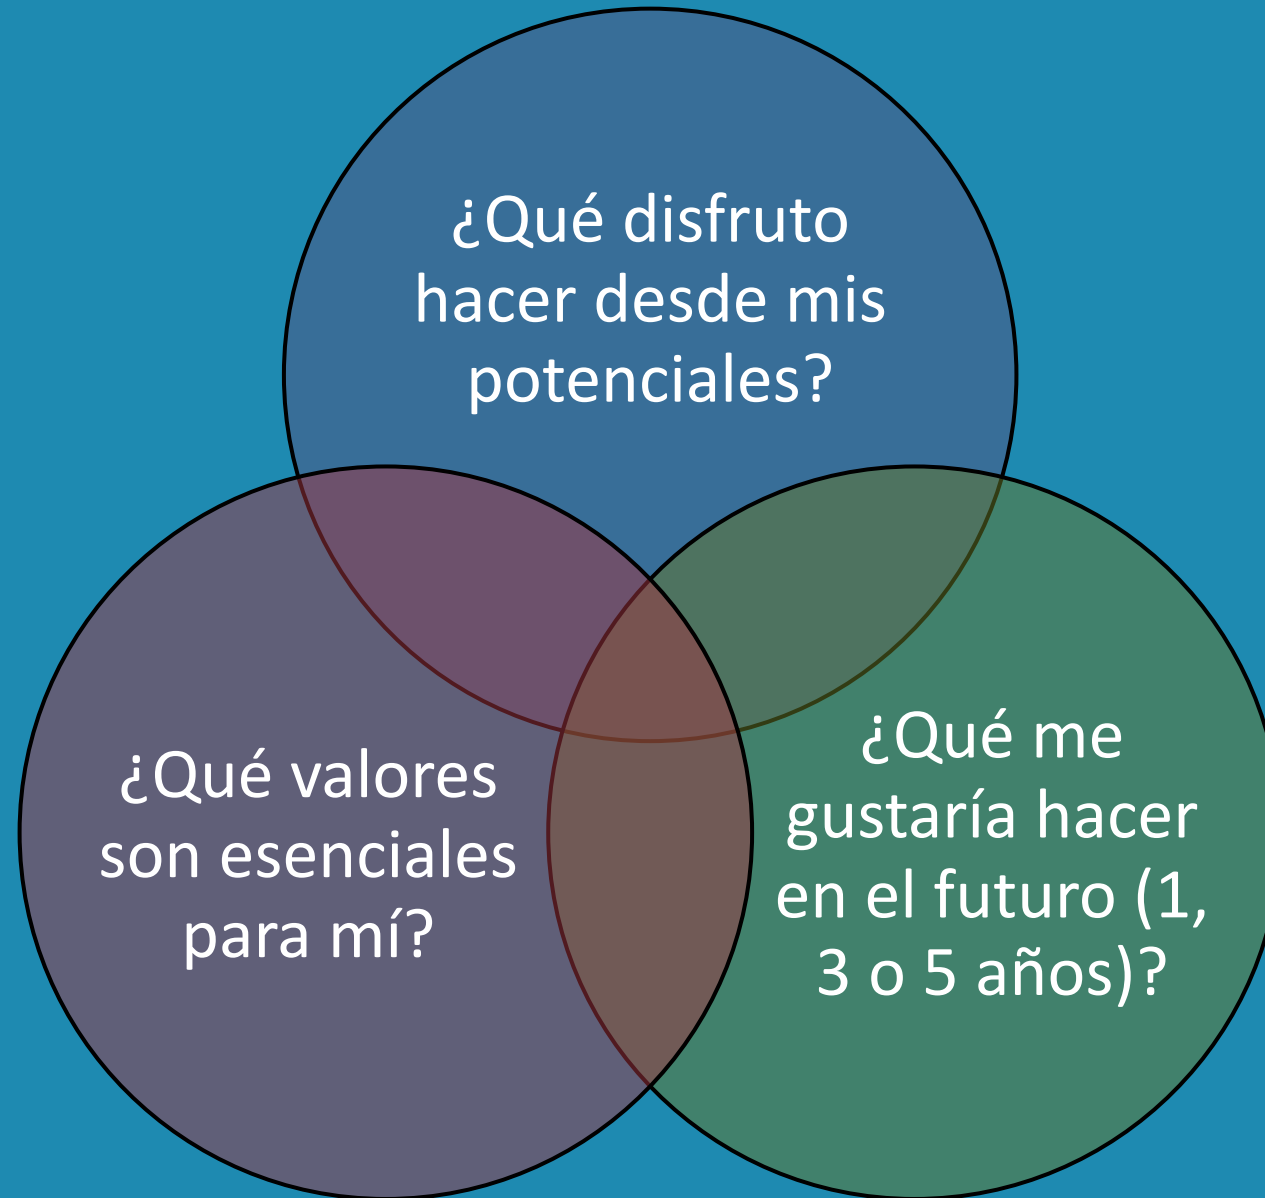 ¿Qué disfruto
hacer desde mis
potenciales?
¿Qué valores
son esenciales
para mí?
¿Qué me
gustaría hacer
en el futuro (1,
3 o 5 años)?